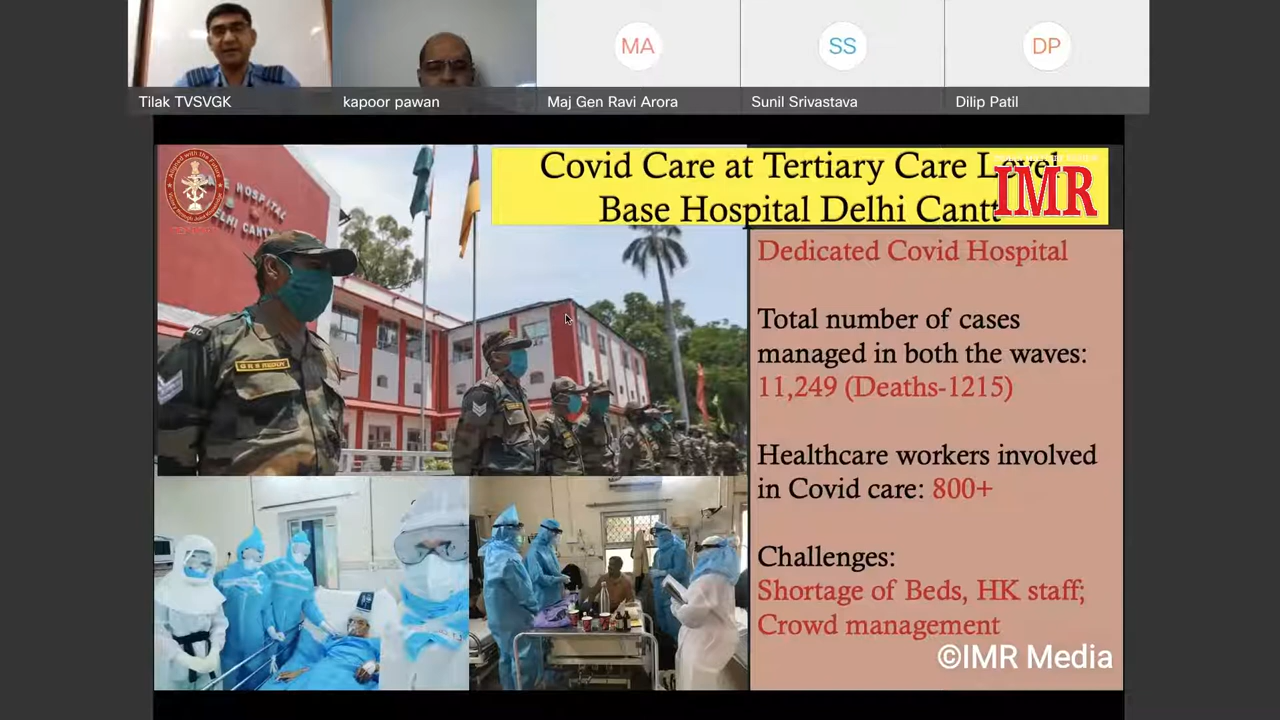 MA
SS
DP
Tilak TVSVGK
kapoor pawan
Maj Gen Ravi Arora
Sunil Srivastava
Dilip Patil
HOSPITAL
DELHI CANTT
Covid Care at Tertiary Care Level
Base Hospital Delhi Cantt
IMR
Dedicated Covid Hospital
Total number of cases
managed in both the waves:
11,249 (Deaths-1215)
Healthcare workers involved
in Covid care: 800+
Challenges:
Shortage of Beds, HK staff;
Crowd management
©IMR Media